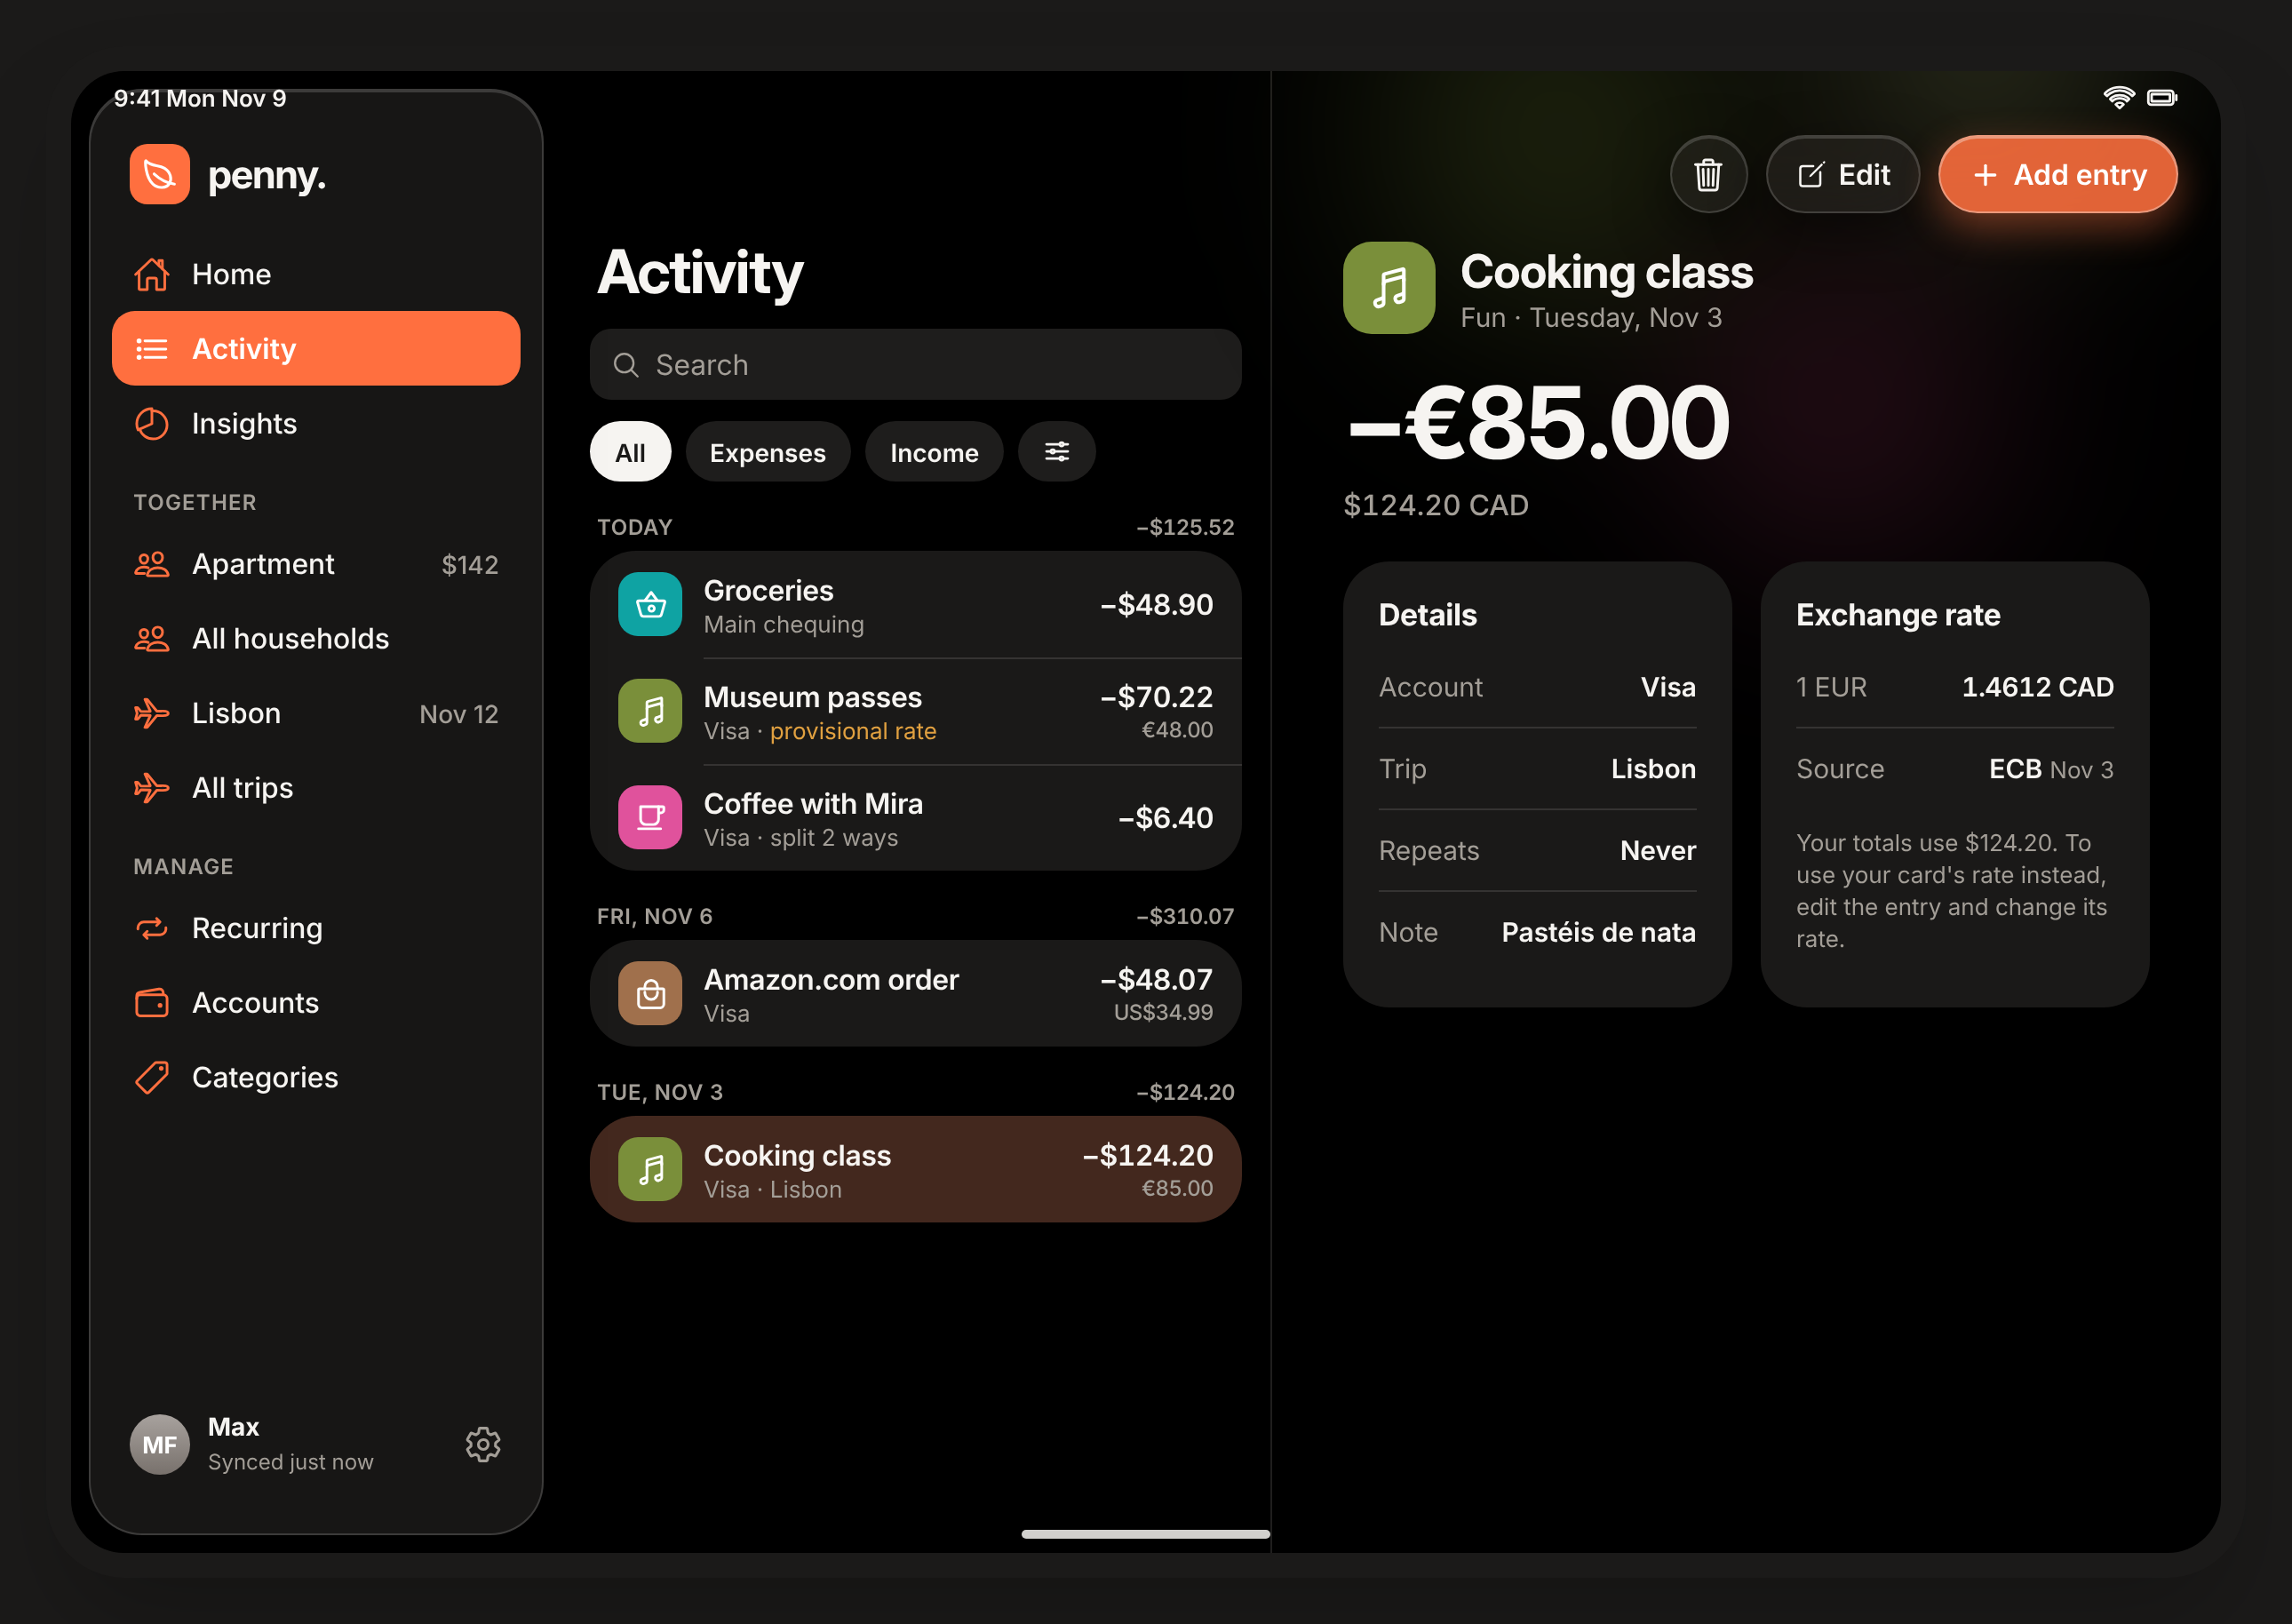 9:41 Mon Nov 9
penny.
Home
Activity
Insights
TOGETHER
Apartment $142
All households
Lisbon Nov 12
All trips
MANAGE
Recurring
Accounts
Categories
MF
Max
Synced just now
Activity
Search
All Expenses Income
TODAY –$125.52
Groceries –$48.90
Main chequing
Museum passes –$70.22
Visa · provisional rate €48.00
Coffee with Mira –$6.40
Visa · split 2 ways
FRI, NOV 6 –$310.07
Amazon.com order –$48.07
Visa US$34.99
TUE, NOV 3 –$124.20
Cooking class –$124.20
Visa · Lisbon €85.00
Edit + Add entry
Cooking class
Fun · Tuesday, Nov 3
–€85.00
$124.20 CAD
Details
Account Visa
Trip Lisbon
Repeats Never
Note Pastéis de nata
Exchange rate
1 EUR 1.4612 CAD
Source ECB Nov 3
Your totals use $124.20. To
use your card's rate instead,
edit the entry and change its
rate.